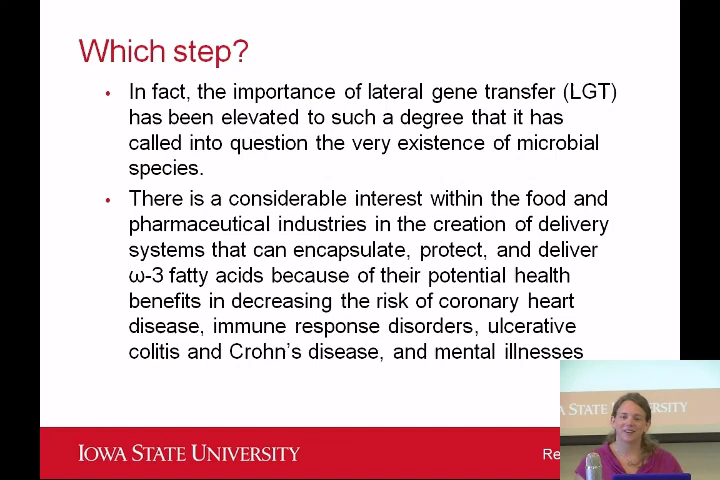 Which step?
• In fact, the importance of lateral gene transfer (LGT)
has been elevated to such a degree that it has
called into question the very existence of microbial
species.
• There is a considerable interest within the food and
pharmaceutical industries in the creation of delivery
systems that can encapsulate, protect, and deliver
ω-3 fatty acids because of their potential health
benefits in decreasing the risk of coronary heart
disease, immune response disorders, ulcerative
colitis and Crohn's disease, and mental illnesses
A STATE UNIVERSITY
IOWA STATE UNIVERSITY
Re